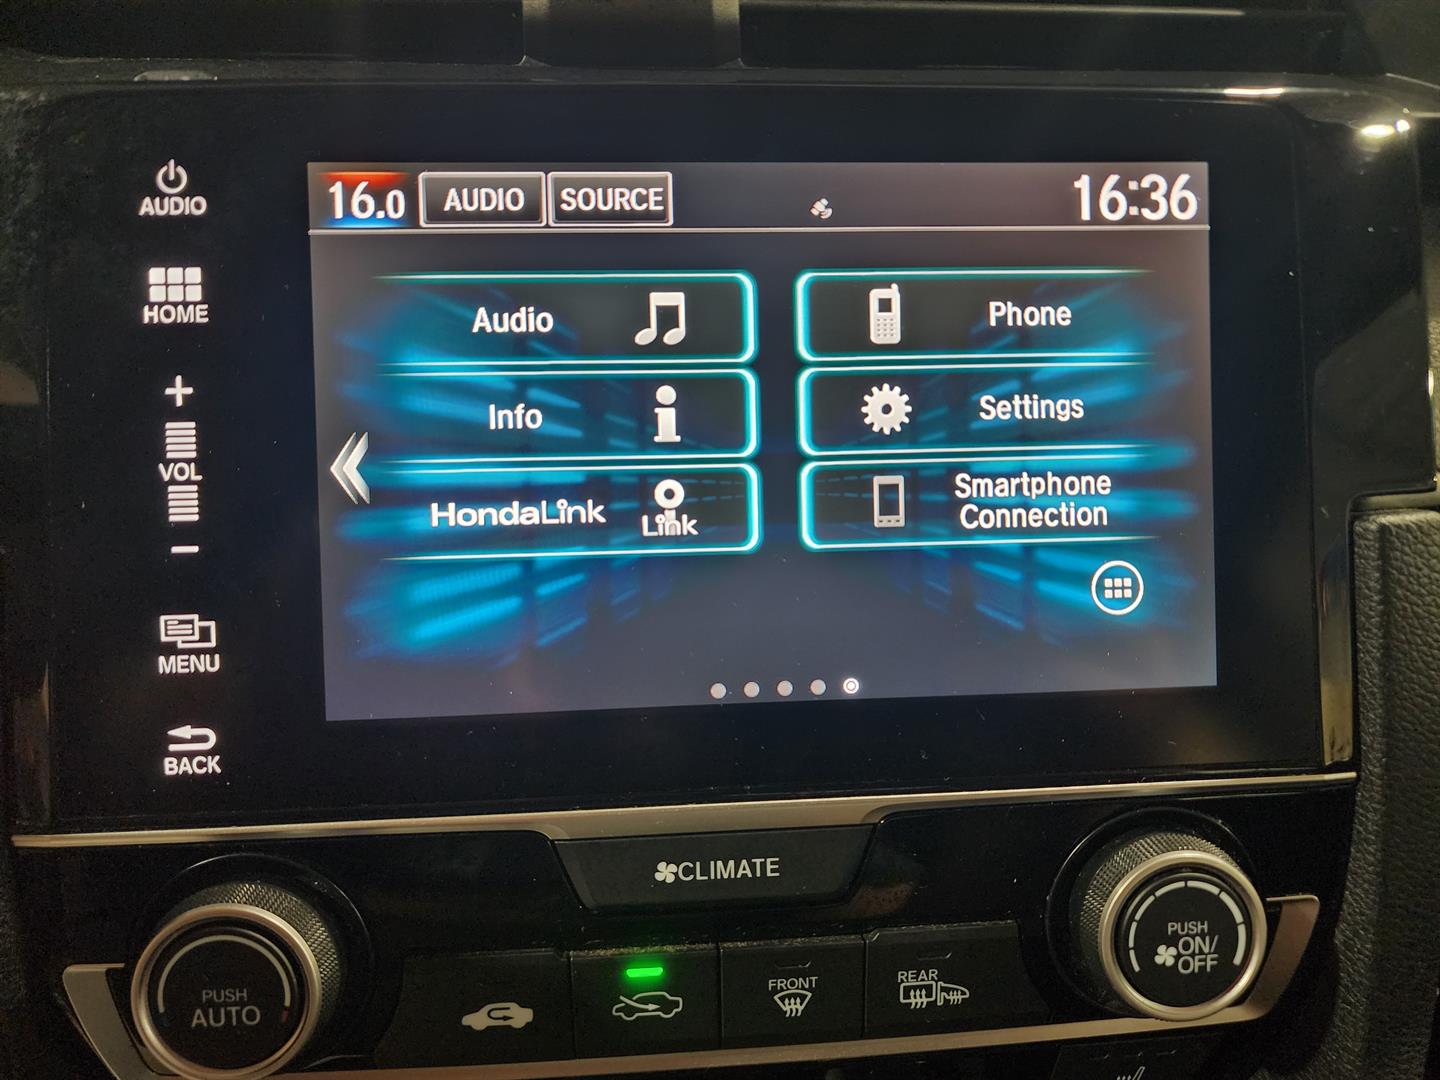 AUDIO
16.0 AUDIO SOURCE 16:36
HOME
Audio
Phone
Info
Settings
VOL
HondaLink
Link
Smartphone
Connection
MENU
BACK
CLIMATE
PUSH
AUTO
FRONT
REAR
PUSH
ON/
OFF